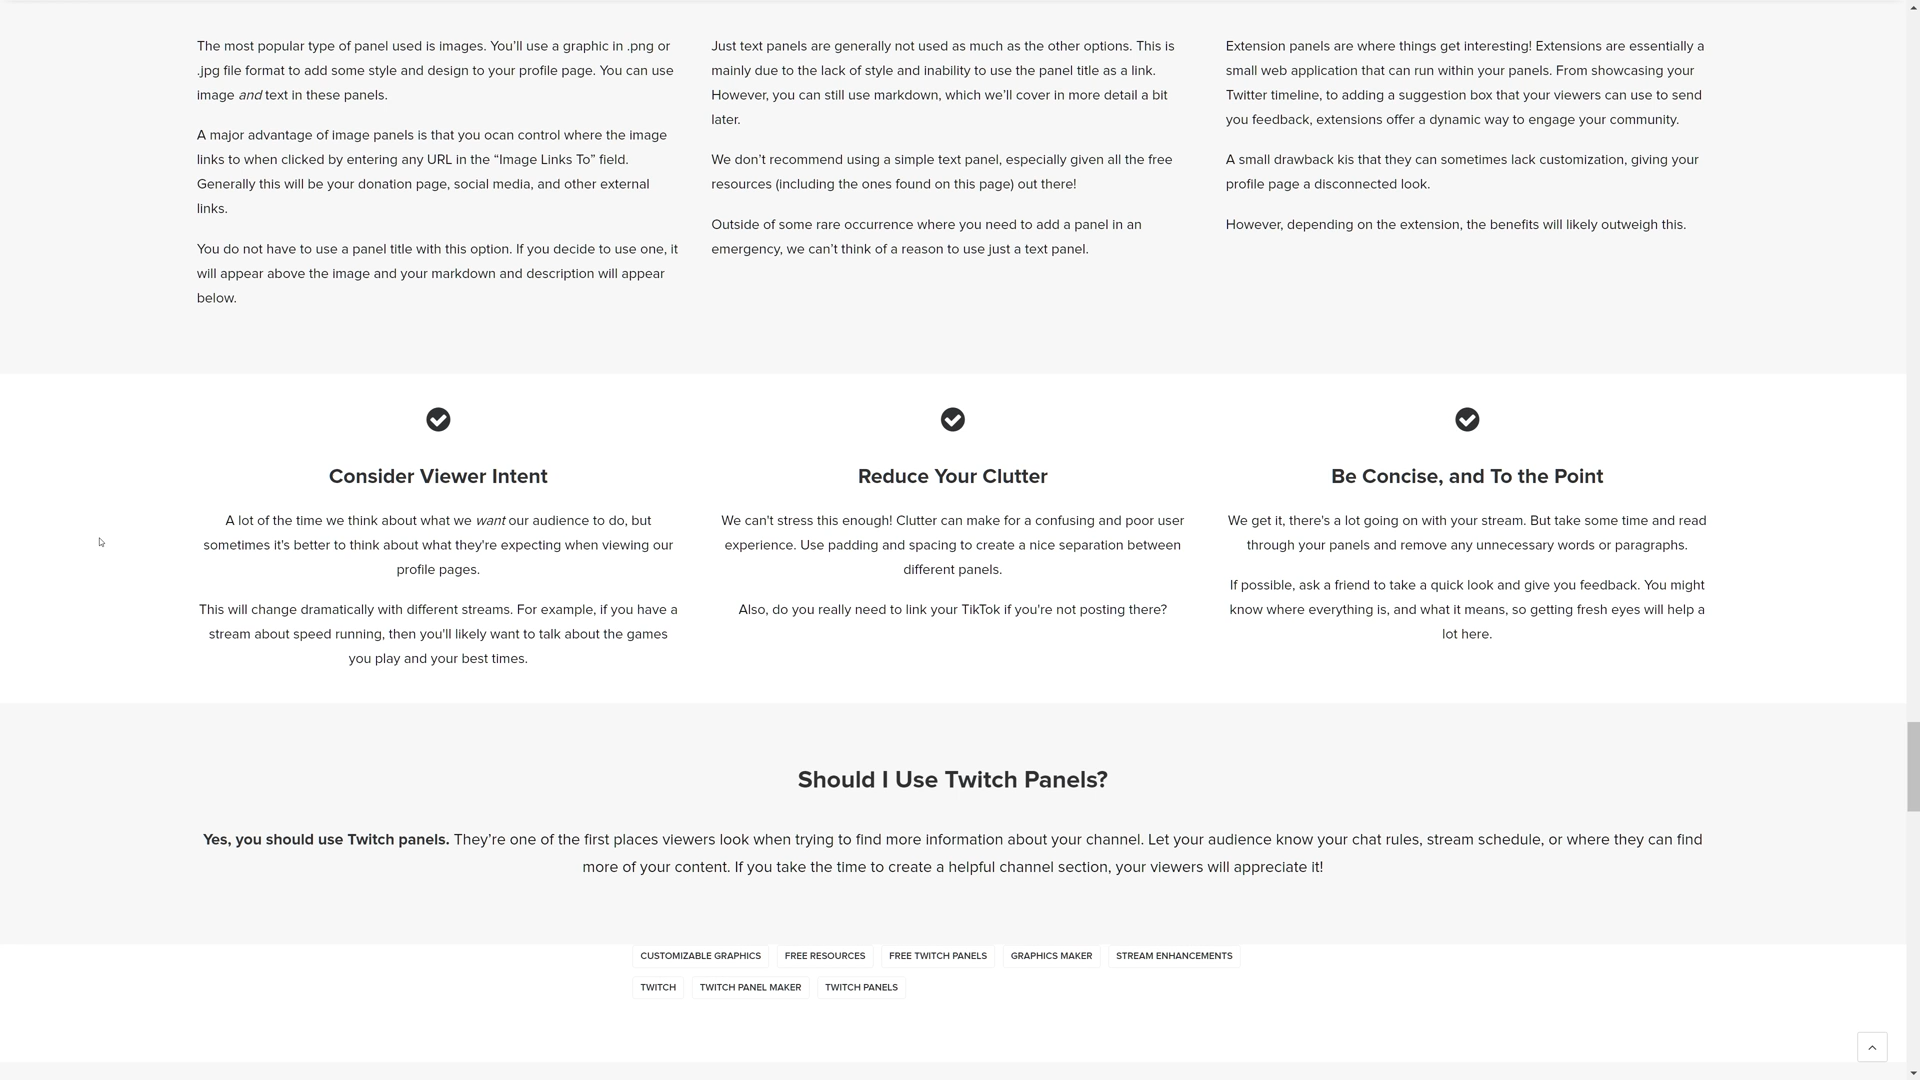 The most popular type of panel used is images. You’ll use a graphic in .png or
.jpg file format to add some style and design to your profile page. You can use
image and text in these panels.
A major advantage of image panels is that you ocan control where the image
links to when clicked by entering any URL in the “Image Links To” field.
Generally this will be your donation page, social media, and other external
links.
You do not have to use a panel title with this option. If you decide to use one, it
will appear above the image and your markdown and description will appear
below.
Just text panels are generally not used as much as the other options. This is
mainly due to the lack of style and inability to use the panel title as a link.
However, you can still use markdown, which we’ll cover in more detail a bit
later.
We don’t recommend using a simple text panel, especially given all the free
resources (including the ones found on this page) out there!
Outside of some rare occurrence where you need to add a panel in an
emergency, we can’t think of a reason to use just a text panel.
Extension panels are where things get interesting! Extensions are essentially a
small web application that can run within your panels. From showcasing your
Twitter timeline, to adding a suggestion box that your viewers can use to send
you feedback, extensions offer a dynamic way to engage your community.
A small drawback kis that they can sometimes lack customization, giving your
profile page a disconnected look.
However, depending on the extension, the benefits will likely outweigh this.
Consider Viewer Intent
A lot of the time we think about what we want our audience to do, but
sometimes it's better to think about what they're expecting when viewing our
profile pages.
This will change dramatically with different streams. For example, if you have a
stream about speed running, then you'll likely want to talk about the games
you play and your best times.
Reduce Your Clutter
We can't stress this enough! Clutter can make for a confusing and poor user
experience. Use padding and spacing to create a nice separation between
different panels.
Also, do you really need to link your TikTok if you're not posting there?
Be Concise, and To the Point
We get it, there's a lot going on with your stream. But take some time and read
through your panels and remove any unnecessary words or paragraphs.
If possible, ask a friend to take a quick look and give you feedback. You might
know where everything is, and what it means, so getting fresh eyes will help a
lot here.
Should I Use Twitch Panels?
Yes, you should use Twitch panels. They’re one of the first places viewers look when trying to find more information about your channel. Let your audience know your chat rules, stream schedule, or where they can find
more of your content. If you take the time to create a helpful channel section, your viewers will appreciate it!
CUSTOMIZABLE GRAPHICS FREE RESOURCES FREE TWITCH PANELS GRAPHICS MAKER STREAM ENHANCEMENTS
TWITCH TWITCH PANEL MAKER TWITCH PANELS